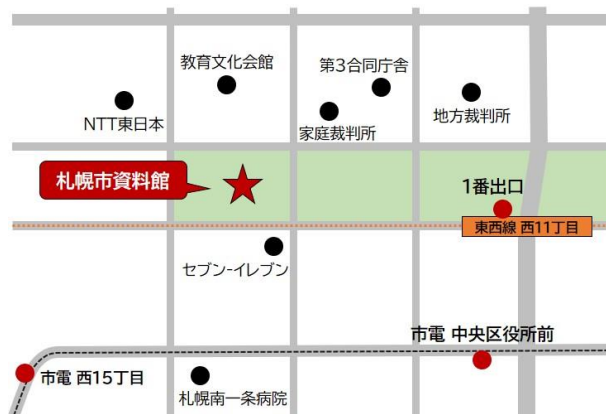 教育文化会館
第3合同庁舎
NTT東日本
家庭裁判所
地方裁判所
札幌市資料館
1番出口
東西線 西11丁目
セブン-イレブン
市電 中央区役所前
市電 西15丁目
札幌南一条病院